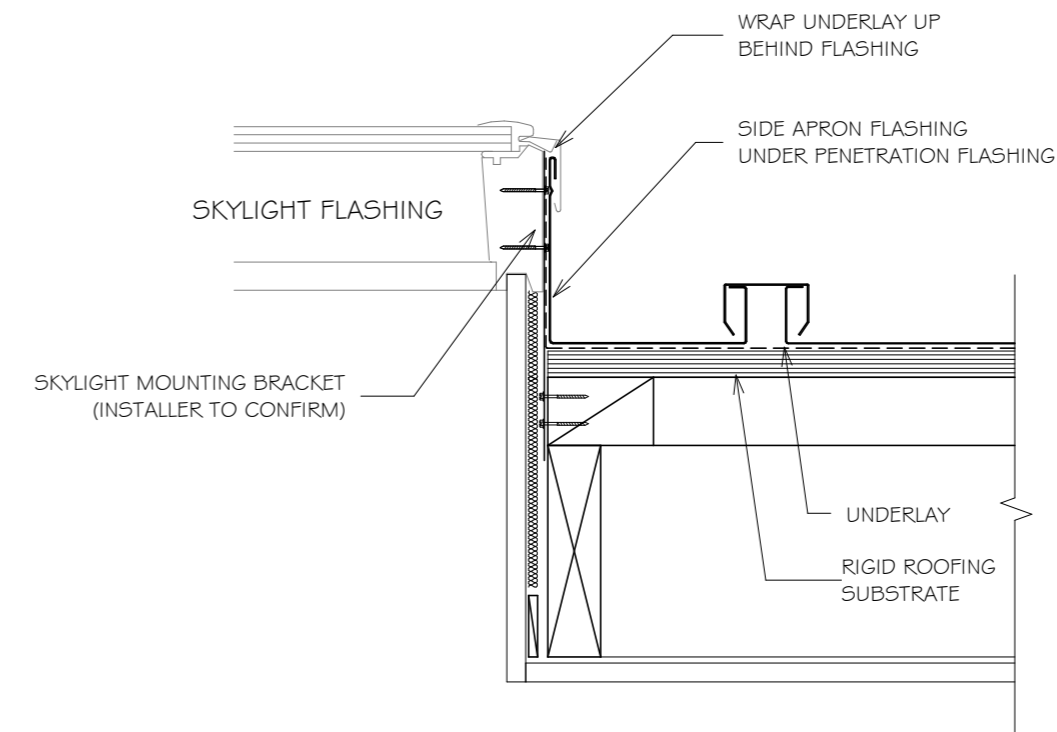 WRAP UNDERLAY UP
BEHIND FLASHING
SIDE APRON FLASHING
UNDER PENETRATION FLASHING
SKYLIGHT FLASHING
SKYLIGHT MOUNTING BRACKET
(INSTALLER TO CONFIRM)
UNDERLAY
RIGID ROOFING
SUBSTRATE